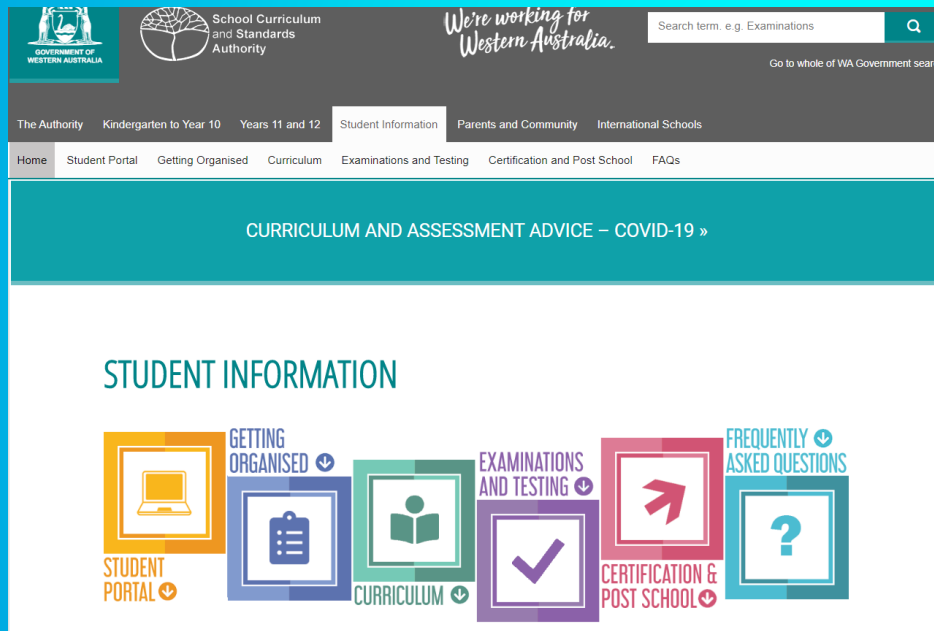 GOVERNMENT OF
WESTERN AUSTRALIA
School Curriculum
and Standards
Authority
We're working for
Western Australia.
Search term. e.g. Examinations
Go to whole of WA Government sear
The Authority Kindergarten to Year 10 Years 11 and 12 Student Information Parents and Community International Schools
Home Student Portal Getting Organised Curriculum Examinations and Testing Certification and Post School FAQs
CURRICULUM AND ASSESSMENT ADVICE – COVID-19 »
STUDENT INFORMATION
STUDENT
PORTAL
GETTING
ORGANISED
CURRICULUM
EXAMINATIONS
AND TESTING
CERTIFICATION &
POST SCHOOL
FREQUENTLY
ASKED QUESTIONS
?